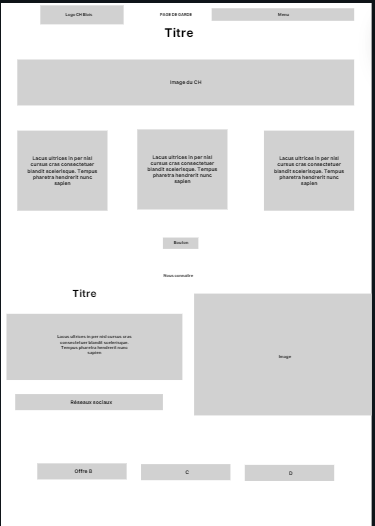 Logo CH Blois
PAGE DE GARDE
Menu
Titre
Image du CH
Lacus ultrices in per nisl
cursus cras consectetuer
blandit scelerisque. Tempus
pharetra hendrerit nunc
sapien
Lacus ultrices in per nisl
cursus cras consectetuer
blandit scelerisque. Tempus
pharetra hendrerit nunc
sapien
Lacus ultrices in per nisl
cursus cras consectetuer
blandit scelerisque. Tempus
pharetra hendrerit nunc
sapien
Bouton
Nous connaitre
Titre
Lacus ultrices in per nisl cursus cras
consectetuer blandit scelerisque.
Tempus pharetra hendrerit nunc
sapien
Image
Réseaux sociaux
Offre B
C
D